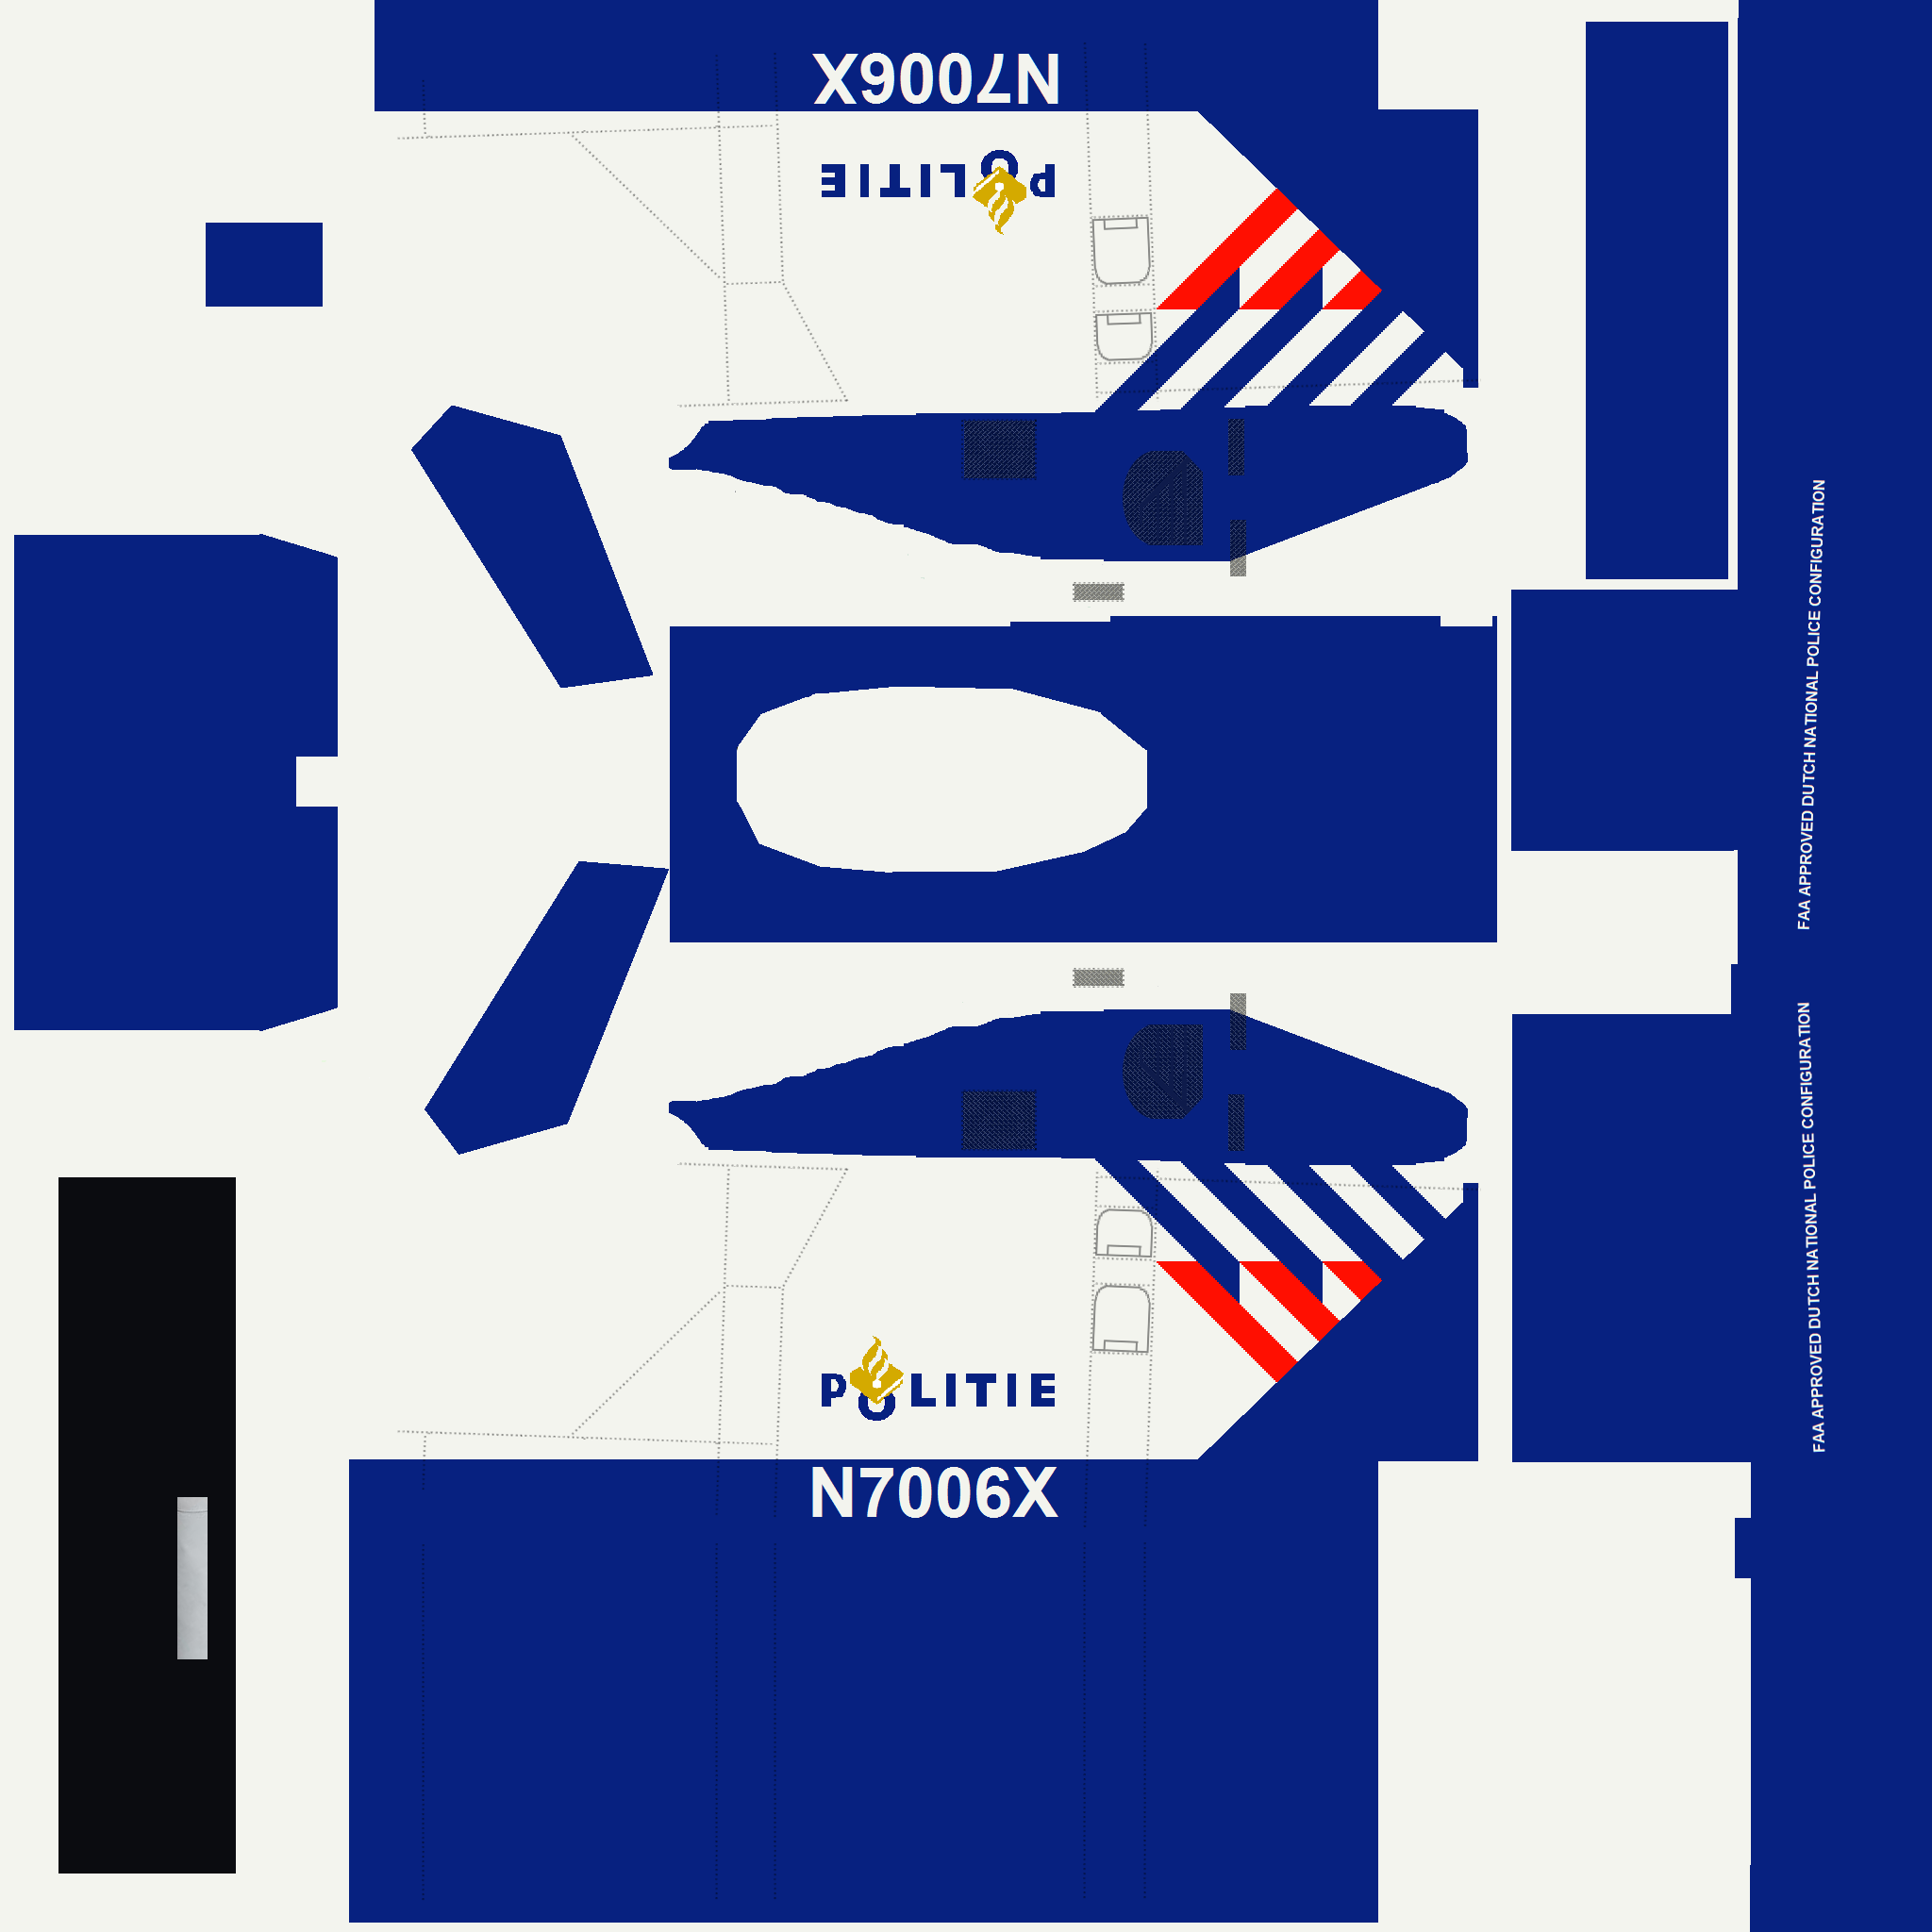 N7006X
POLITIE
FAA APPROVED DUTCH NATIONAL POLICE CONFIGURATION
FAA APPROVED DUTCH NATIONAL POLICE CONFIGURATION
POLITIE
N7006X